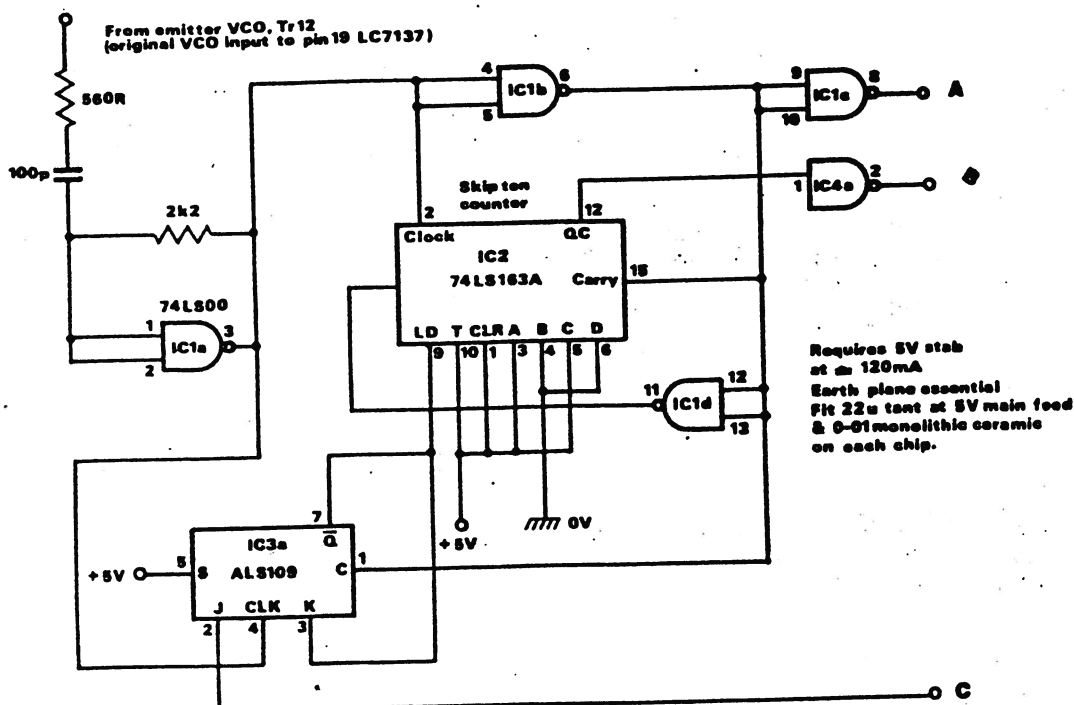 From emitter VCO, Tr12
(original VCO input to pin 19 LC7137)
560R
100p
2k2
74LS00
1
2
3
IC1a
4
5
6
IC1b
9
10
8
IC1c
A
1
2
IC4a
B
Skip ten
counter
2
12
Clock
QC
IC2
74LS163A
Carry
15
LD T CLR A B C D
9 10 1 3 4 5 6
11
12
13
IC1d
Requires 5V stab
at ≃ 120mA
Earth plane essential
Fit 22u tant at 5V main feed
& 0-01 monolithic ceramic
on each chip.
+5V
0V
7
Q̅
IC3a
ALS109
+5V
5
S
C
1
J CLK K
2 4 3
C